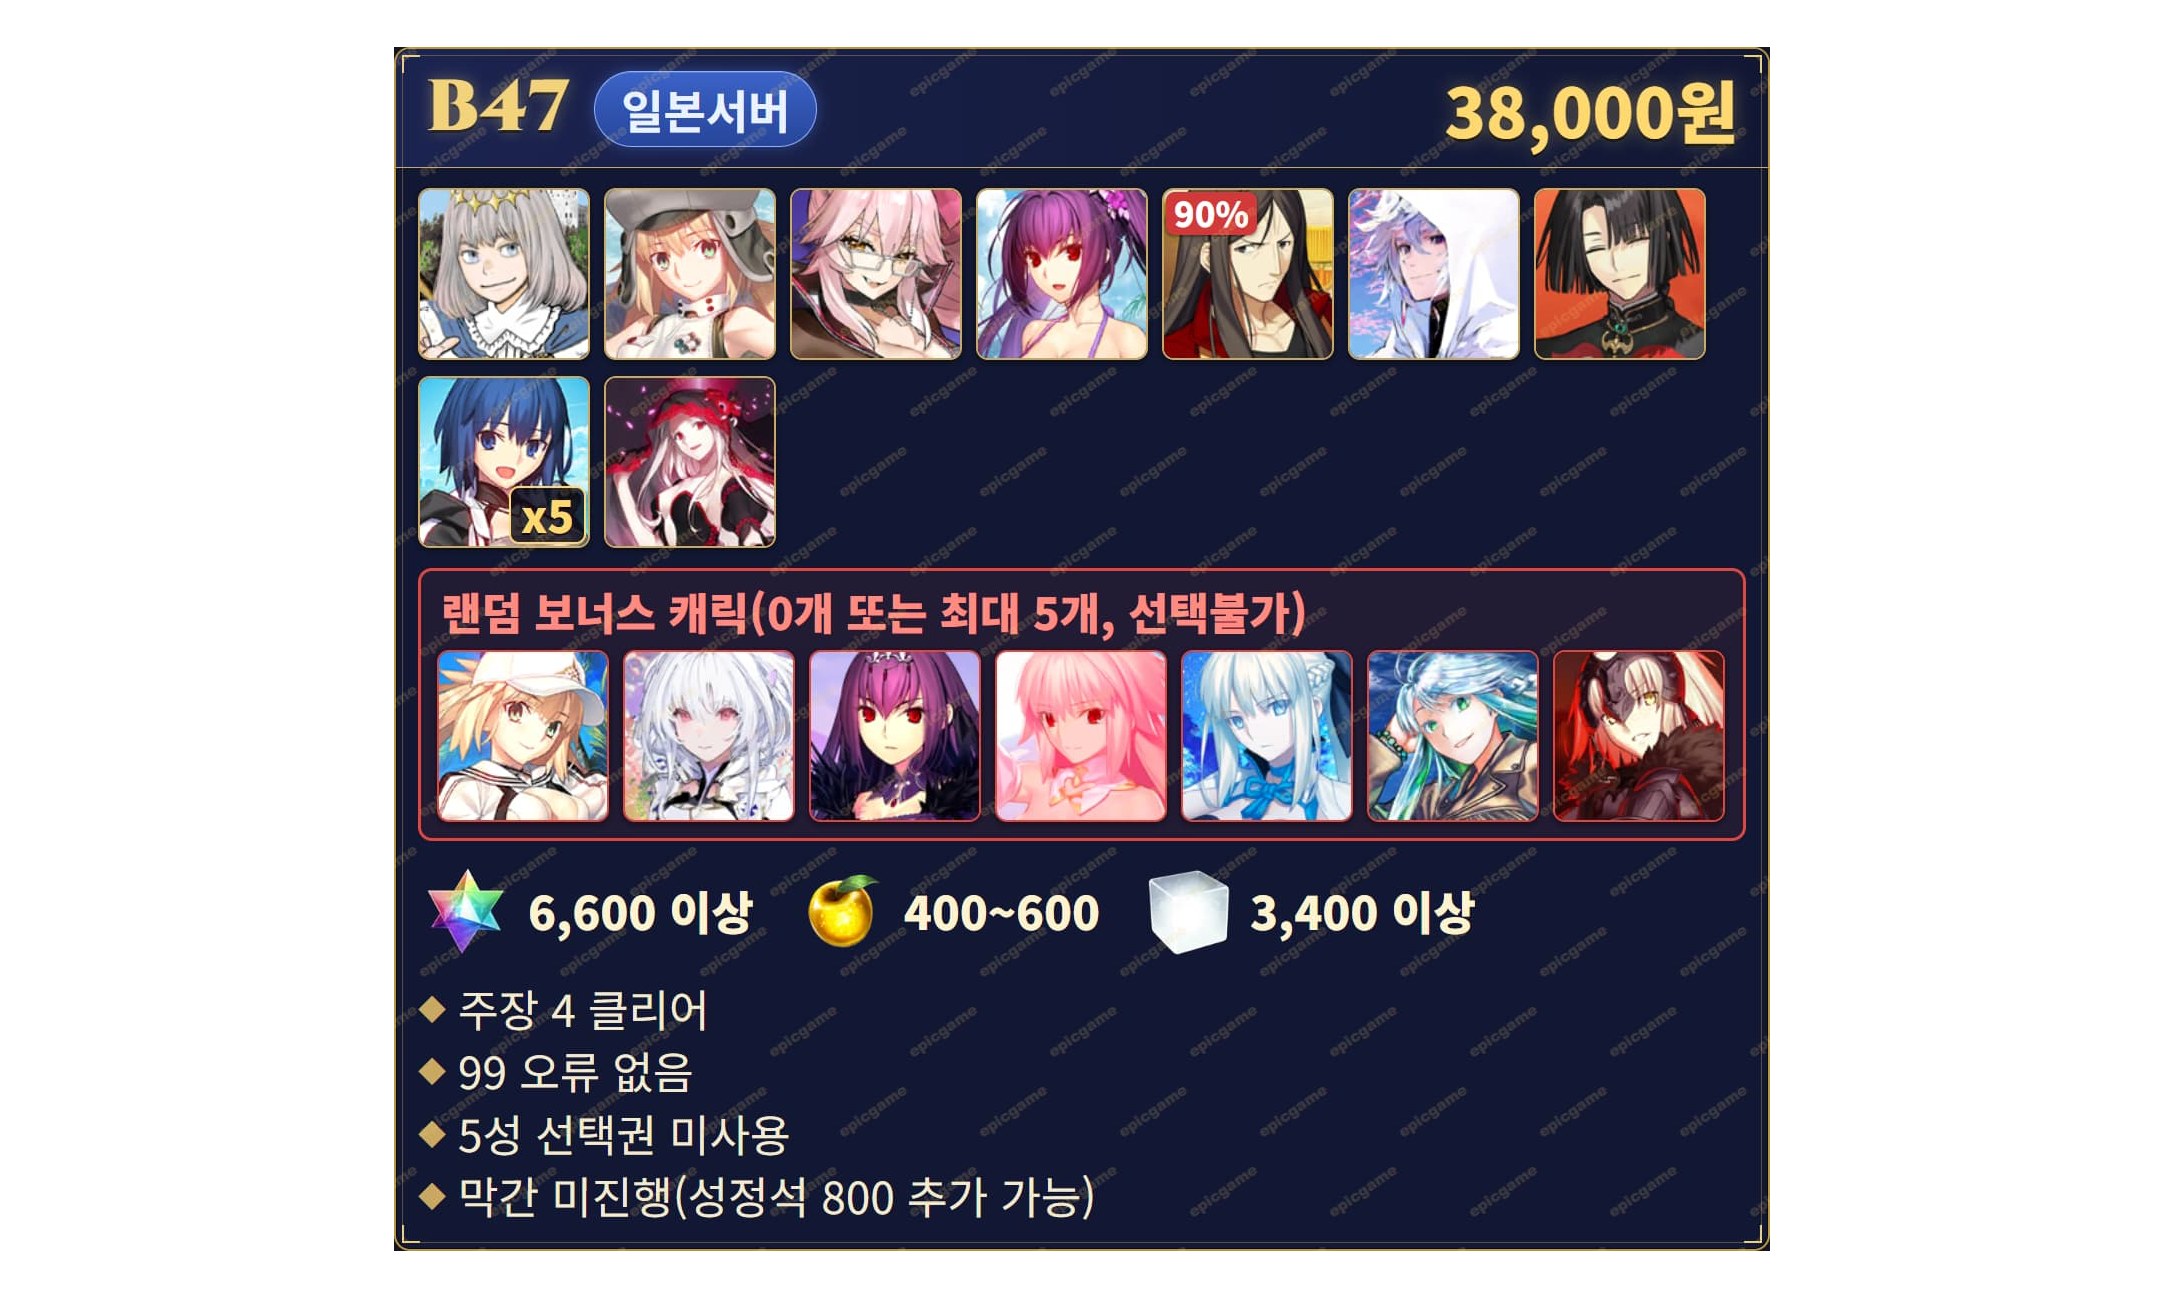 B47 일본서버 38,000원
90%
x5
랜덤 보너스 캐릭(0개 또는 최대 5개, 선택불가)
6,600 이상 400~600 3,400 이상
주장 4 클리어
99 오류 없음
5성 선택권 미사용
막간 미진행(성정석 800 추가 가능)
epicgame